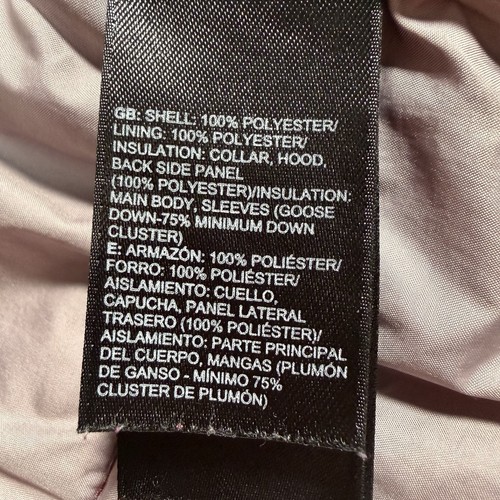 GB: SHELL: 100% POLYESTER/
LINING: 100% POLYESTER/
INSULATION: COLLAR, HOOD,
BACK SIDE PANEL
(100% POLYESTER)/INSULATION:
MAIN BODY, SLEEVES (GOOSE
DOWN-75% MINIMUM DOWN
CLUSTER)
E: ARMAZÓN: 100% POLIÉSTER/
FORRO: 100% POLIÉSTER/
AISLAMIENTO: CUELLO,
CAPUCHA, PANEL LATERAL
TRASERO (100% POLIÉSTER)/
AISLAMIENTO: PARTE PRINCIPAL
DEL CUERPO, MANGAS (PLUMÓN
DE GANSO - MÍNIMO 75%
CLUSTER DE PLUMÓN)